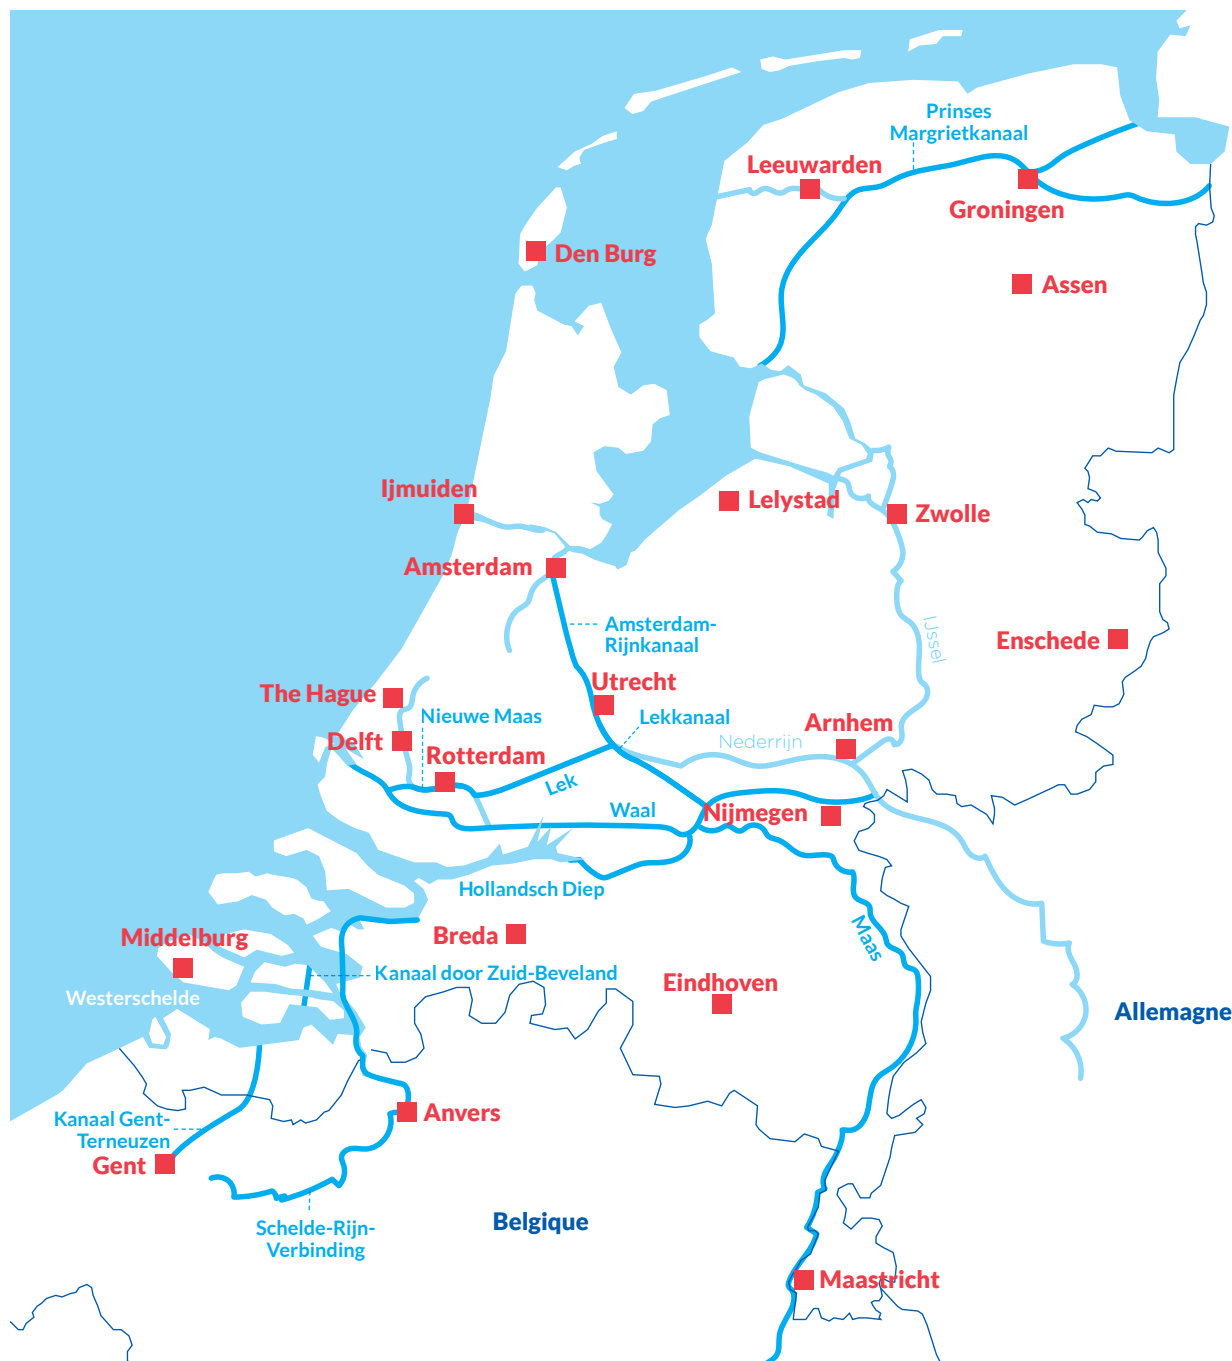 Prinses
Margrietkanaal
Leeuwarden
Groningen
Den Burg
Assen
Ijmuiden
Lelystad
Zwolle
Amsterdam
Amsterdam-
Rijnkanaal
IJssel
Enschede
Utrecht
The Hague
Nieuwe Maas
Lekkanaal
Arnhem
Delft
Rotterdam
Nederrijn
Lek
Waal
Nijmegen
Hollandsch Diep
Maas
Middelburg
Breda
Kanaal door Zuid-Beveland
Eindhoven
Westerschelde
Allemagne
Kanaal Gent-
Terneuzen
Anvers
Gent
Schelde-Rijn-
Verbinding
Belgique
Maastricht